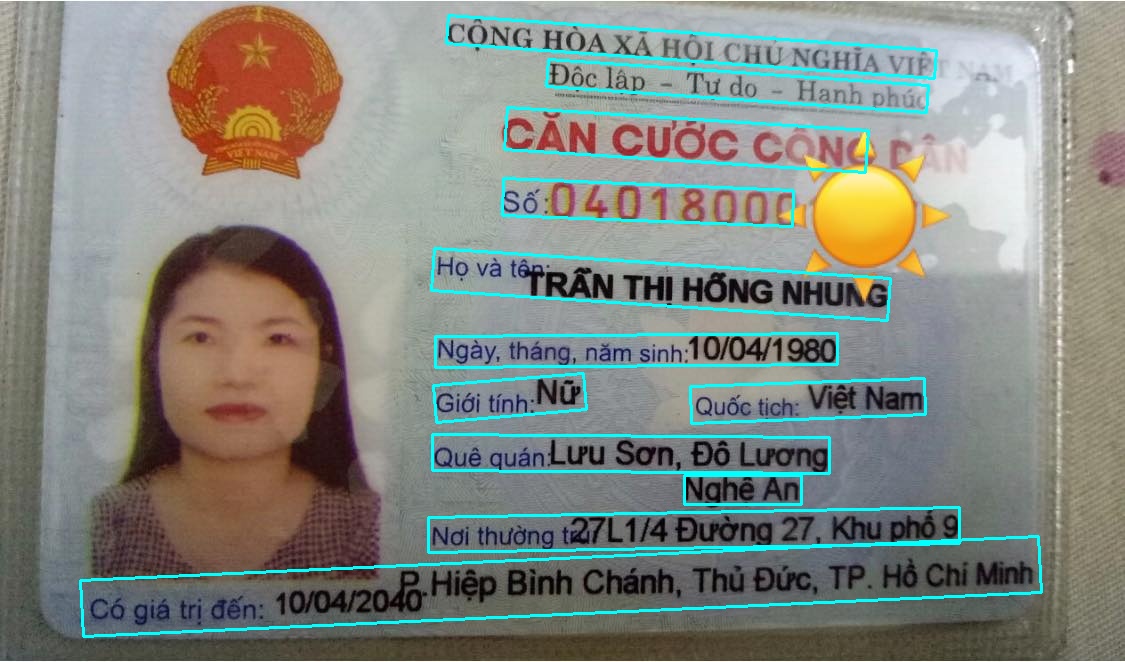 CỘNG HÒA XÃ HỘI CHỦ NGHĨA VIỆT NAM
Độc lập – Tự do – Hạnh phúc
CĂN CƯỚC CÔNG DÂN
Số: 04018000
Họ và tên: TRẦN THỊ HỒNG NHUNG
Ngày, tháng, năm sinh: 10/04/1980
Giới tính: Nữ Quốc tịch: Việt Nam
Quê quán: Lưu Sơn, Đô Lương
Nghệ An
Nơi thường trú: 27L1/4 Đường 27, Khu phố 9
P. Hiệp Bình Chánh, Thủ Đức, TP. Hồ Chí Minh
Có giá trị đến: 10/04/2040
VIỆT NAM